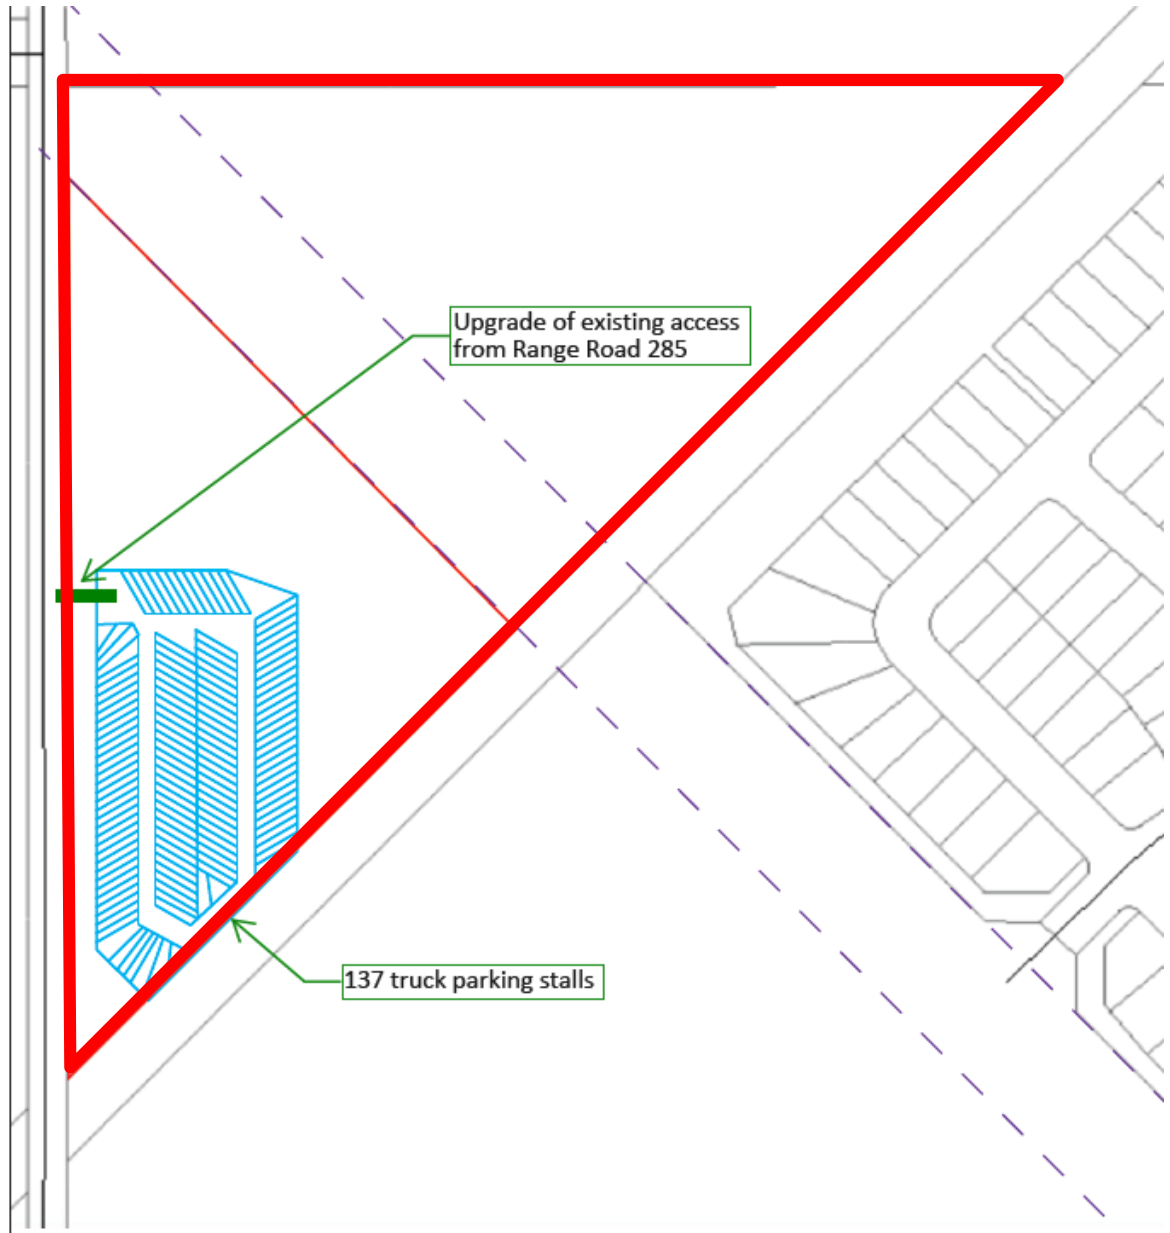 Upgrade of existing access
from Range Road 285
137 truck parking stalls